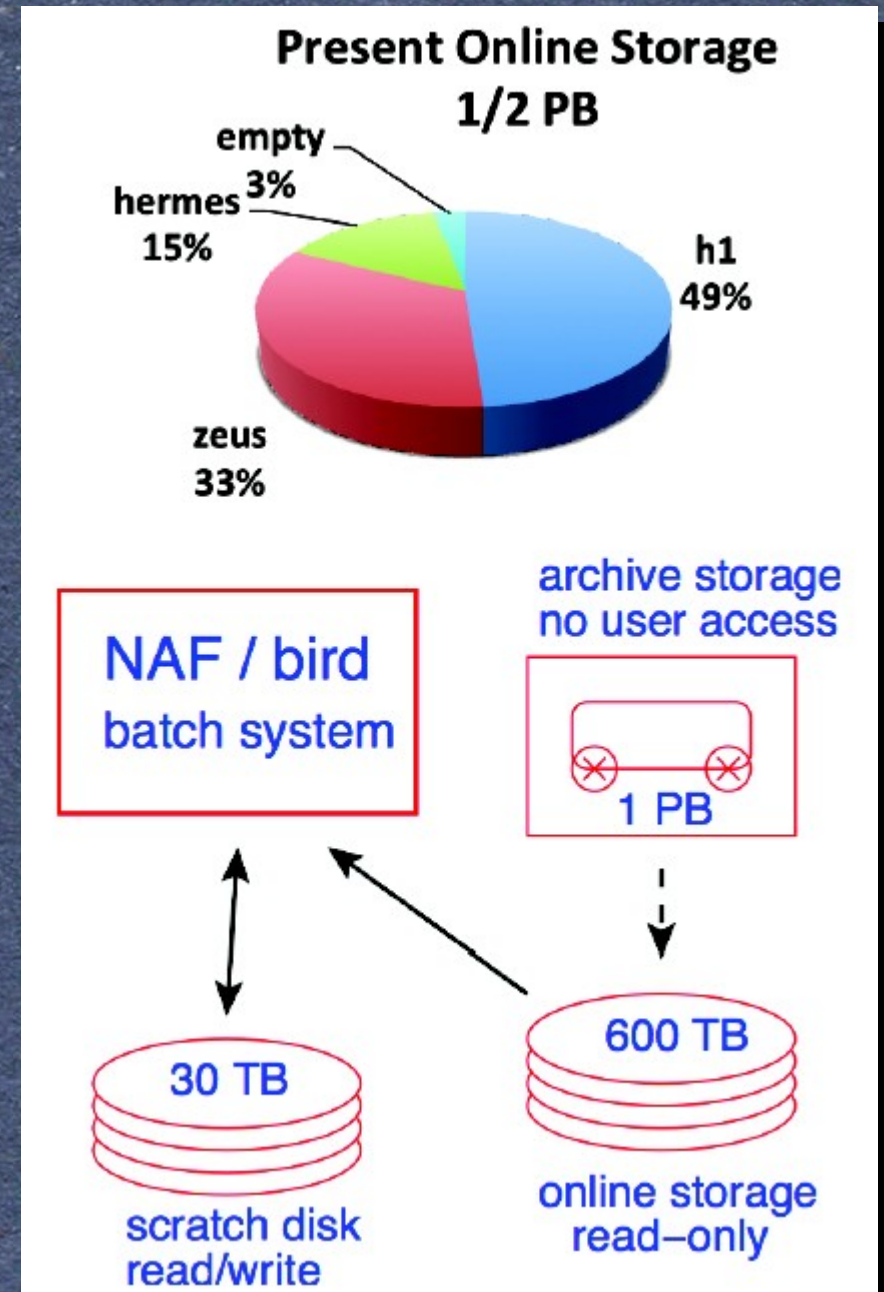 Present Online Storage
1/2 PB
empty
3%
hermes
15%
h1
49%
zeus
33%
NAF / bird
batch system
archive storage
no user access
1 PB
30 TB
scratch disk
read/write
600 TB
online storage
read–only